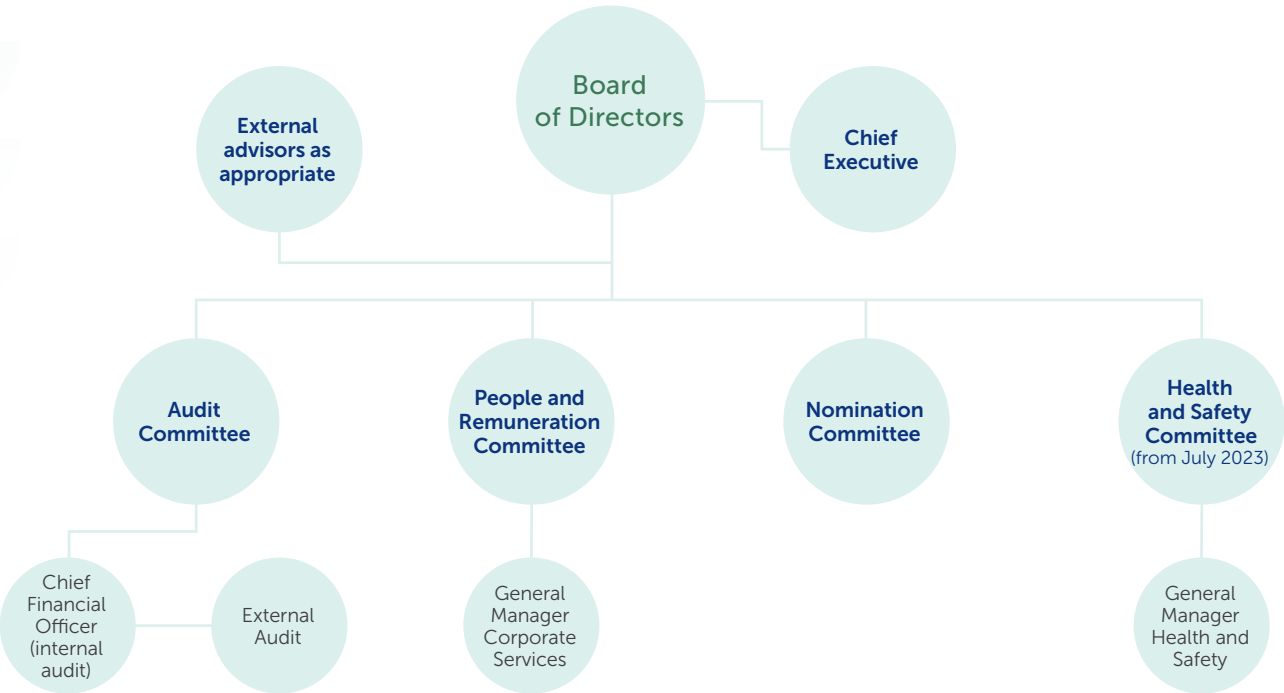 Board
of Directors
External
advisors as
appropriate
Chief
Executive
Audit
Committee
People and
Remuneration
Committee
Nomination
Committee
Health
and Safety
Committee
(from July 2023)
Chief
Financial
Officer
(internal
audit)
External
Audit
General
Manager
Corporate
Services
General
Manager
Health and
Safety